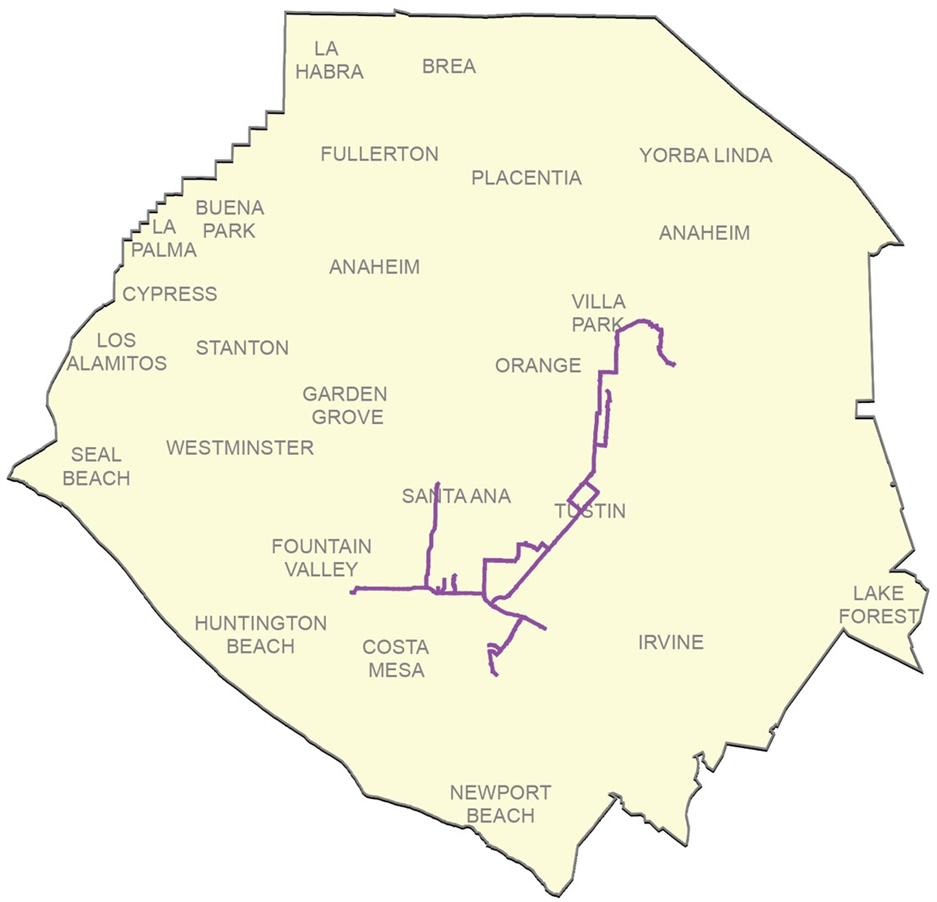 LA
HABRA
BREA
FULLERTON
YORBA LINDA
PLACENTIA
BUENA
PARK
LA
PALMA
ANAHEIM
ANAHEIM
CYPRESS
VILLA
PARK
LOS
ALAMITOS
STANTON
ORANGE
GARDEN
GROVE
WESTMINSTER
SEAL
BEACH
SANTA ANA
TUSTIN
FOUNTAIN
VALLEY
LAKE
FOREST
HUNTINGTON
BEACH
COSTA
MESA
IRVINE
NEWPORT
BEACH